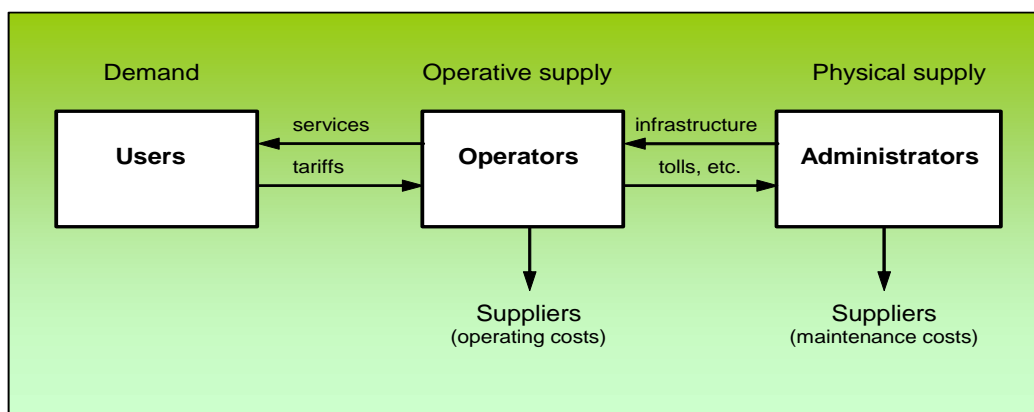 Demand
Operative supply
Physical supply
services
infrastructure
Users
Operators
Administrators
tariffs
tolls, etc.
Suppliers
(operating costs)
Suppliers
(maintenance costs)